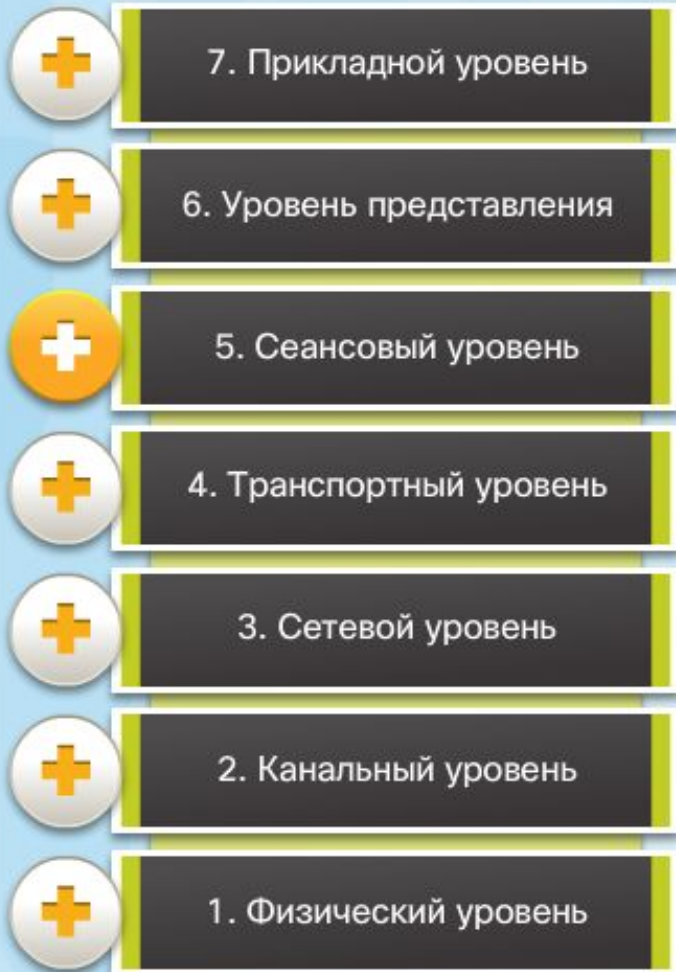 7. Прикладной уровень
6. Уровень представления
5. Сеансовый уровень
4. Транспортный уровень
3. Сетевой уровень
2. Канальный уровень
1. Физический уровень